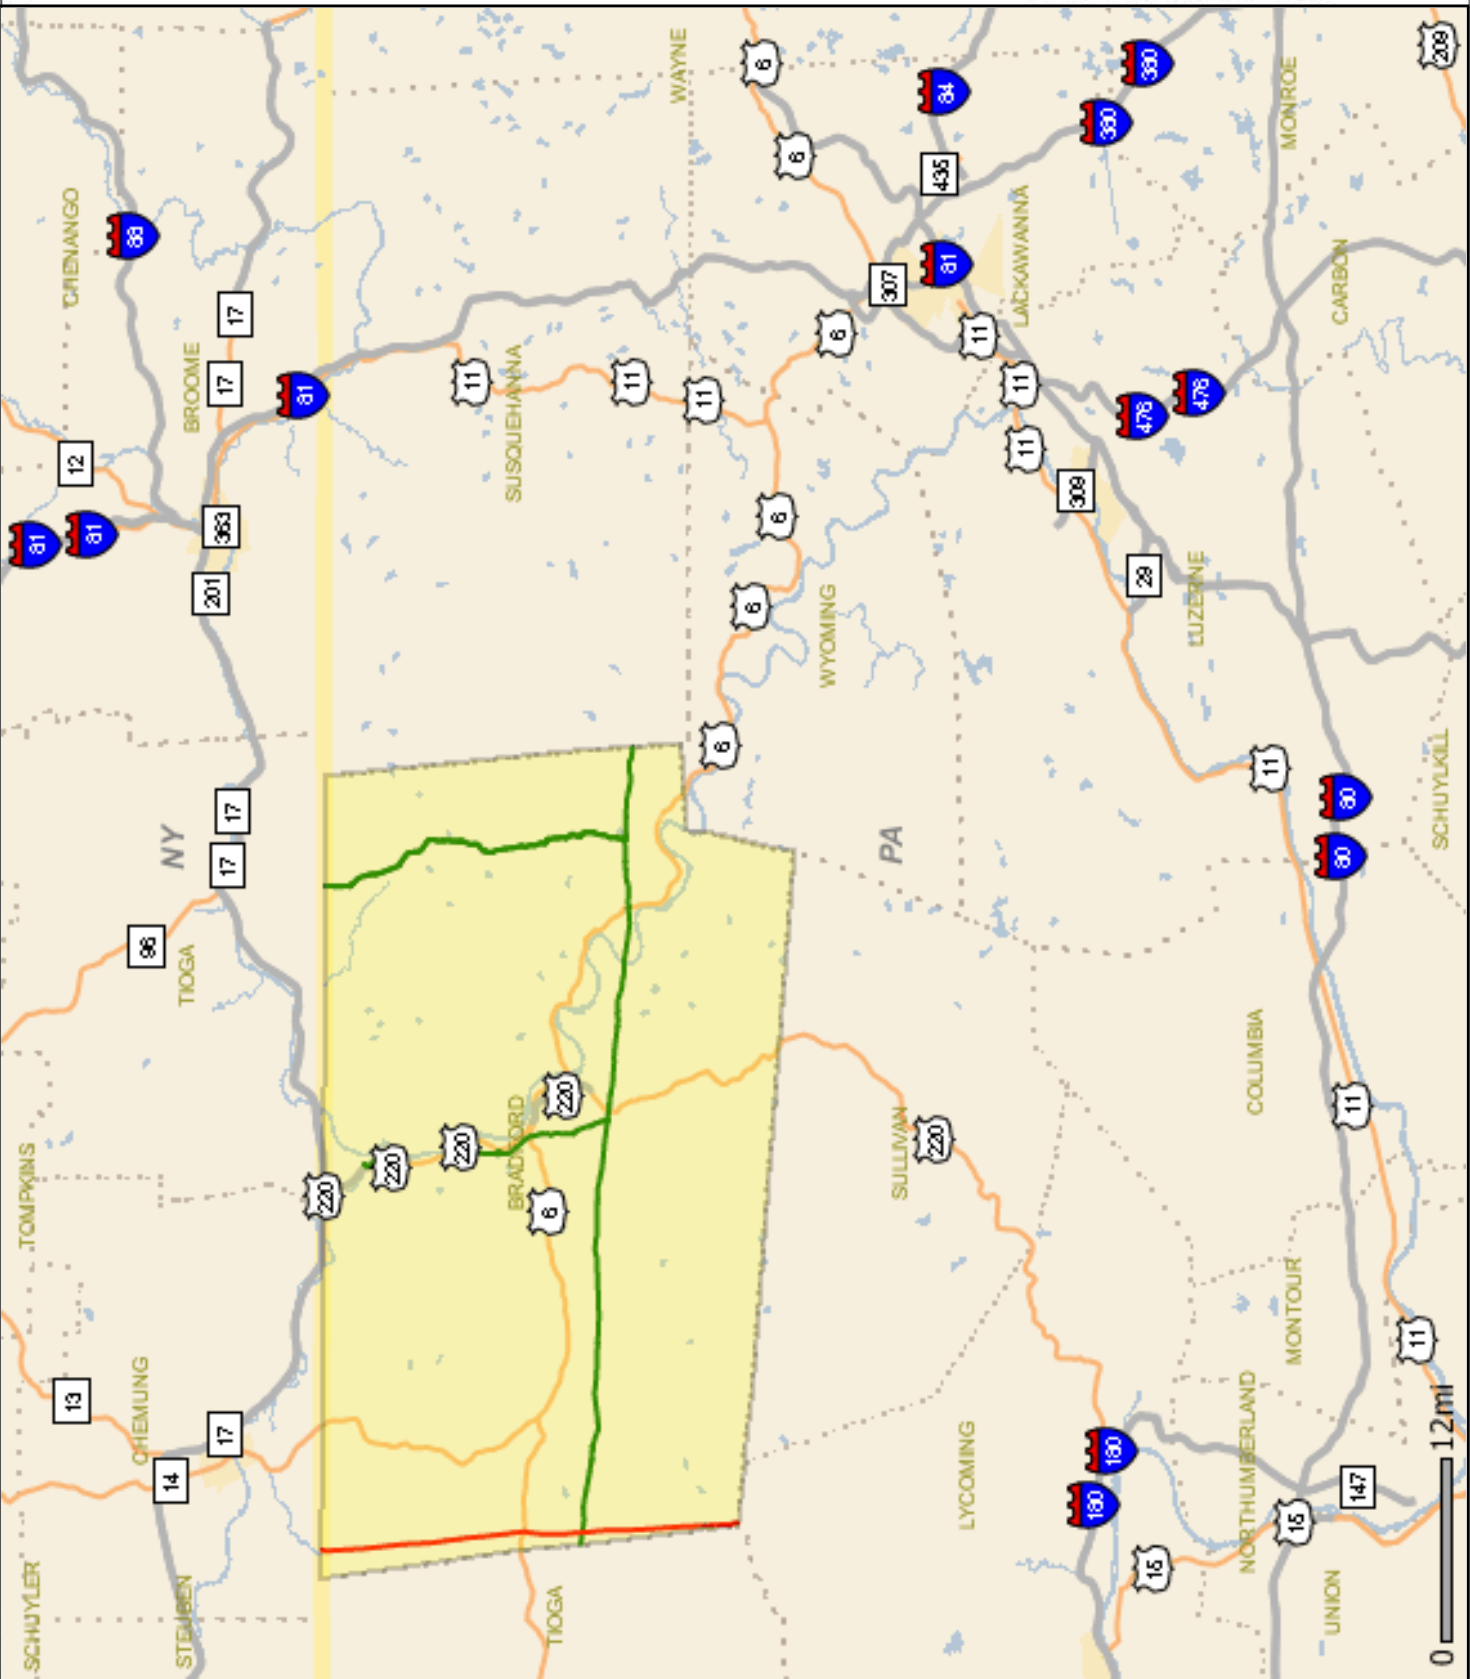 SCHUYLER
TOMPKINS
81
13
81
12
CHENANGO
CHEMUNG
96
88
14
NY
STEUBEN
TIOGA
BROOME
17
17
17
201
363
17
17
220
81
220
220
11
BRADFORD
SUSQUEHANNA
TIOGA
6
220
11
WAYNE
11
6
6
6
6
6
WYOMING
6
PA
307
SULLIVAN
220
81
435
84
LYCOMING
11
11
11
LACKAWANNA
180
180
309
380
15
29
476
380
LUZERNE
476
NORTHUMBERLAND
COLUMBIA
11
15
MONTOUR
MONROE
UNION
147
11
80
80
CARBON
11
0
12mi
SCHUYLKILL
209